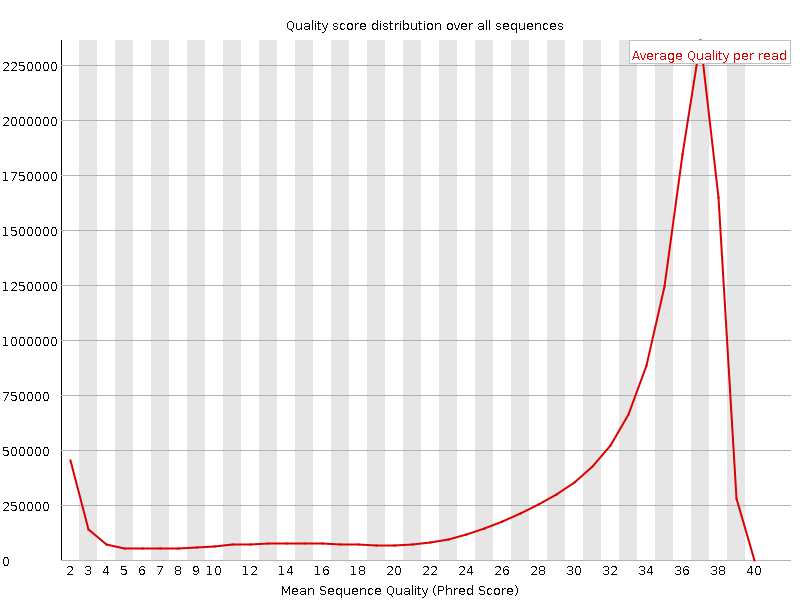 Quality score distribution over all sequences
Average Quality per read
2250000
2000000
1750000
1500000
1250000
1000000
750000
500000
250000
0
2 3 4 5 6 7 8 9 10 12 14 16 18 20 22 24 26 28 30 32 34 36 38 40
Mean Sequence Quality (Phred Score)